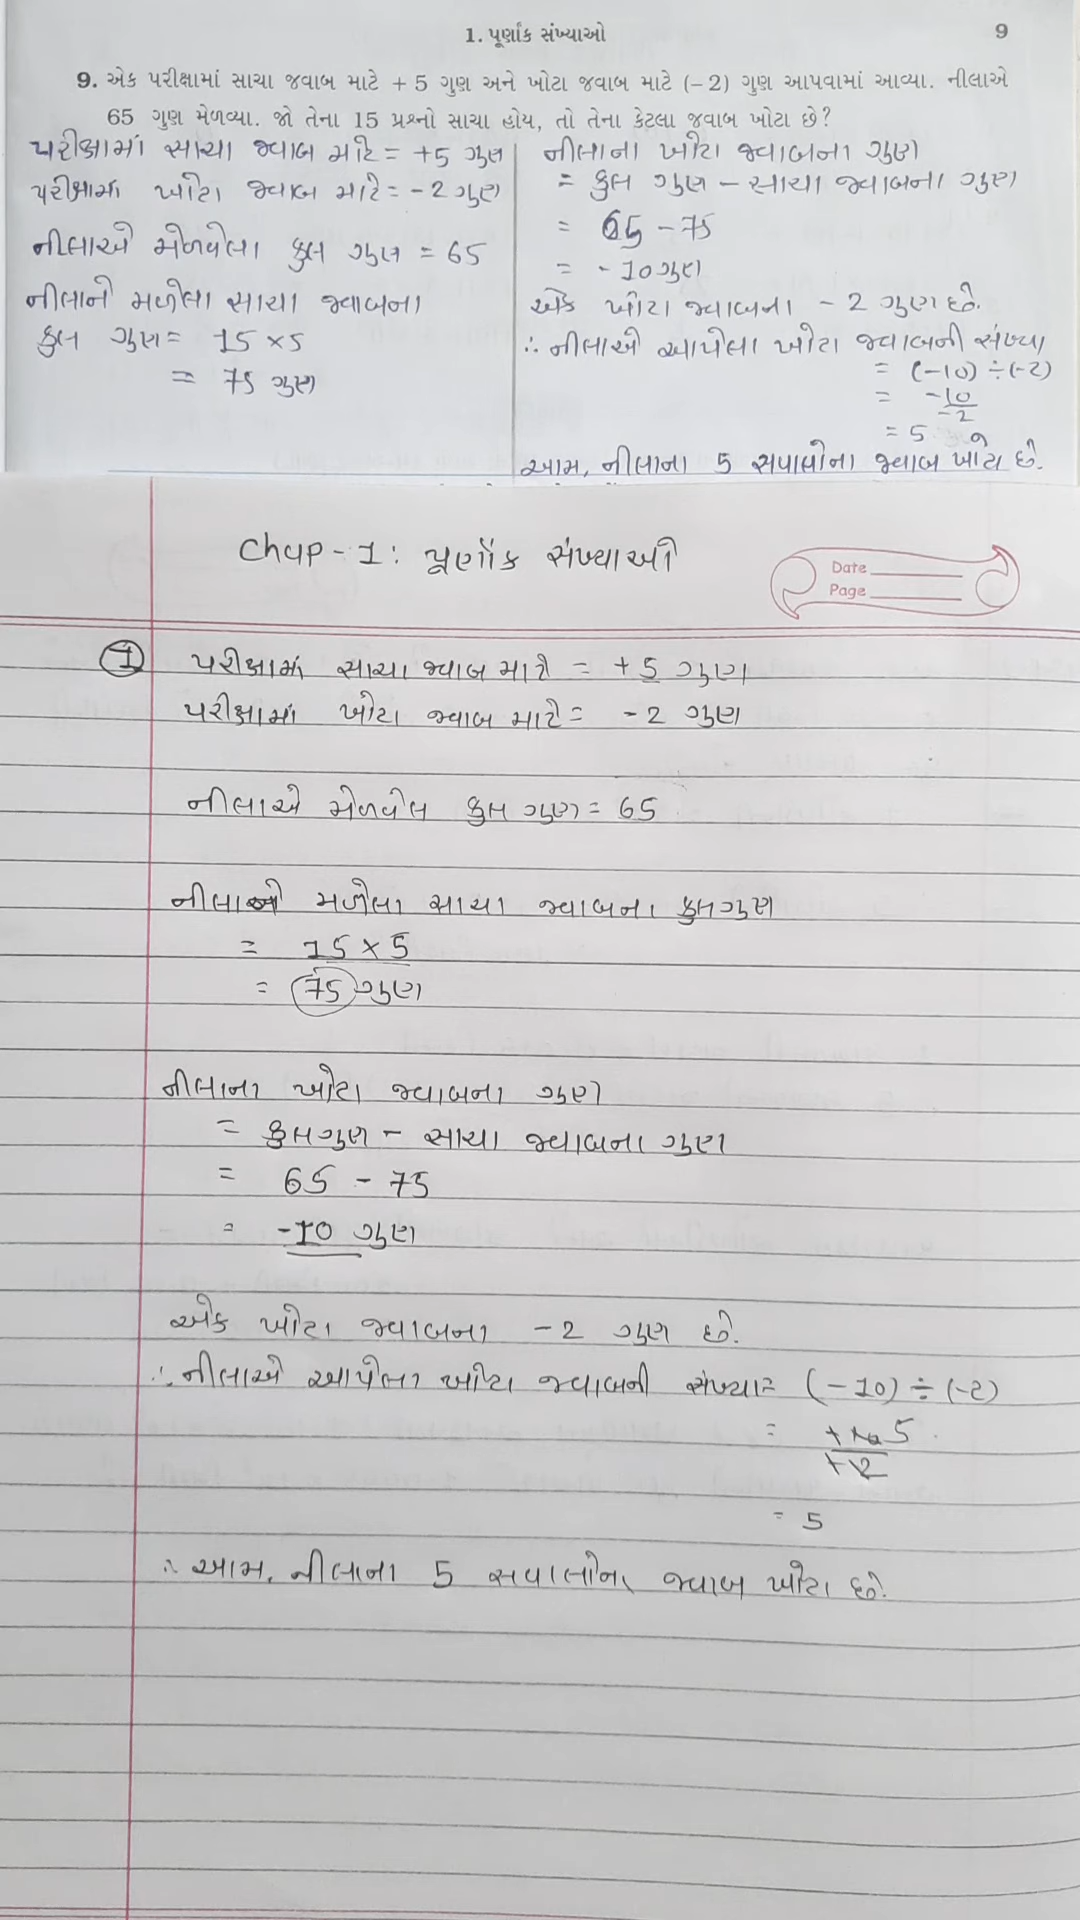 1. પૂર્ણાંક સંખ્યાઓ
9
9. એક પરીક્ષામાં સાચા જવાબ માટે + 5 ગુણ અને ખોટા જવાબ માટે (– 2) ગુણ આપવામાં આવ્યા. નીલાએ
65 ગુણ મેળવ્યા. જો તેના 15 પ્રશ્નો સાચા હોય, તો તેના કેટલા જવાબ ખોટા છે?
પરીક્ષામાં સાચા જવાબ માટે = +5 ગુણ
પરીક્ષામાં ખોટા જવાબ માટે = -2 ગુણ
નીલાએ મેળવેલા કુલ ગુણ = 65
નીલાને મળેલા સાચા જવાબના
કુલ ગુણ = 15 × 5
= 75 ગુણ
નીલાના ખોટા જવાબના ગુણ
= કુલ ગુણ - સાચા જવાબના ગુણ
= 65 - 75
= -10 ગુણ
એક ખોટા જવાબના -2 ગુણ છે.
∴ નીલાએ આપેલા ખોટા જવાબની સંખ્યા
= (-10) ÷ (-2)
= -10
-2
= 5
આમ, નીલાના 5 સવાલોના જવાબ ખોટા છે.
Chap-1: પૂર્ણાંક સંખ્યાઓ
Date
Page
1 પરીક્ષામાં સાચા જવાબ માટે = +5 ગુણ
પરીક્ષામાં ખોટા જવાબ માટે = -2 ગુણ
નીલાએ મેળવેલ કુલ ગુણ = 65
નીલાને મળેલા સાચા જવાબના કુલ ગુણ
= 15 × 5
= 75 ગુણ
નીલાના ખોટા જવાબના ગુણ
= કુલ ગુણ - સાચા જવાબના ગુણ
= 65 - 75
= -10 ગુણ
એક ખોટા જવાબના -2 ગુણ છે.
∴ નીલાએ આપેલા ખોટા જવાબની સંખ્યા = (-10) ÷ (-2)
= 5
= 5
∴ આમ, નીલાના 5 સવાલોના જવાબ ખોટા છે.